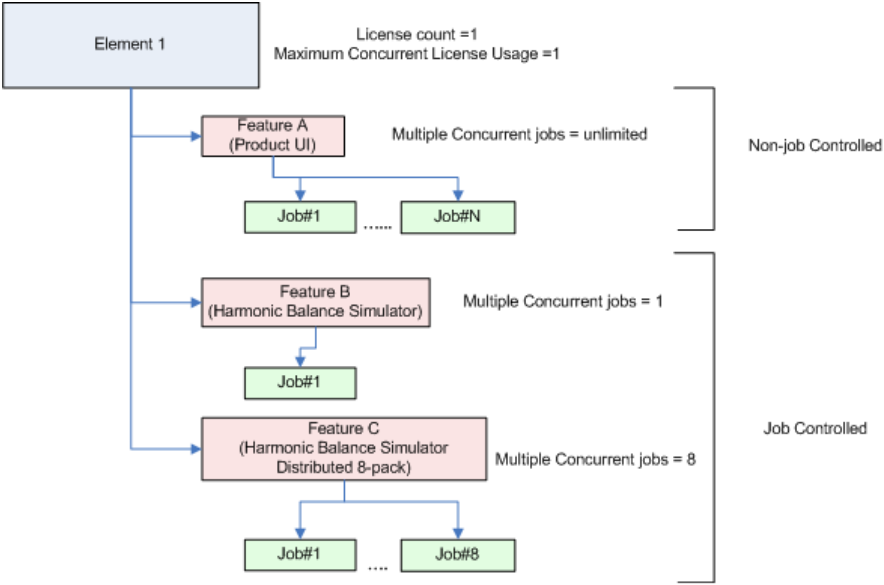 Element 1
License count =1
Maximum Concurrent License Usage =1
Feature A
(Product UI)
Multiple Concurrent jobs = unlimited
Non-job Controlled
Job#1
......
Job#N
Feature B
(Harmonic Balance Simulator)
Multiple Concurrent jobs = 1
Job#1
Feature C
(Harmonic Balance Simulator
Distributed 8-pack)
Multiple Concurrent jobs = 8
Job Controlled
Job#1
....
Job#8